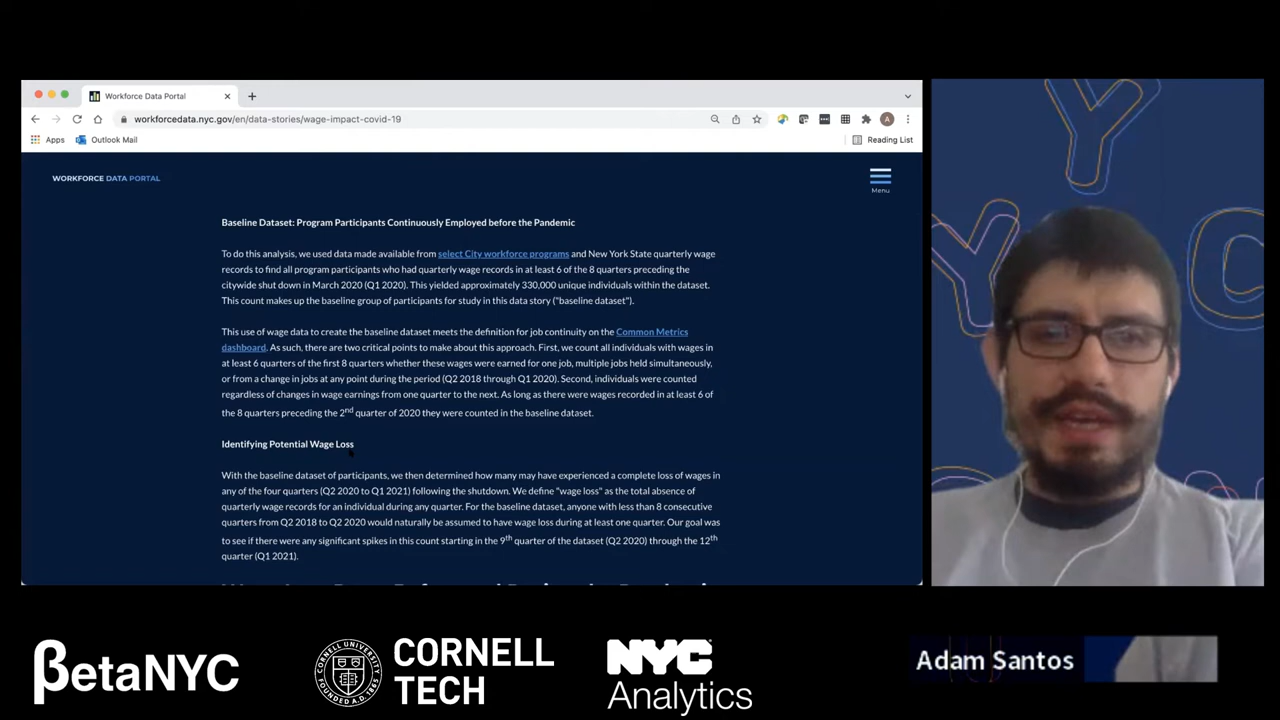 Workforce Data Portal
workforcedata.nyc.gov/en/data-stories/wage-impact-covid-19
A
Apps
Outlook Mail
Reading List
WORKFORCE DATA PORTAL
Menu
Baseline Dataset: Program Participants Continuously Employed before the Pandemic
To do this analysis, we used data made available from select City workforce programs and New York State quarterly wage
records to find all program participants who had quarterly wage records in at least 6 of the 8 quarters preceding the
citywide shut down in March 2020 (Q1 2020). This yielded approximately 330,000 unique individuals within the dataset.
This count makes up the baseline group of participants for study in this data story ("baseline dataset").
This use of wage data to create the baseline dataset meets the definition for job continuity on the Common Metrics
dashboard. As such, there are two critical points to make about this approach. First, we count all individuals with wages in
at least 6 quarters of the first 8 quarters whether these wages were earned for one job, multiple jobs held simultaneously,
or from a change in jobs at any point during the period (Q2 2018 through Q1 2020). Second, individuals were counted
regardless of changes in wage earnings from one quarter to the next. As long as there were wages recorded in at least 6 of
the 8 quarters preceding the 2nd quarter of 2020 they were counted in the baseline dataset.
Identifying Potential Wage Loss
With the baseline dataset of participants, we then determined how many may have experienced a complete loss of wages in
any of the four quarters (Q2 2020 to Q1 2021) following the shutdown. We define "wage loss" as the total absence of
quarterly wage records for an individual during any quarter. For the baseline dataset, anyone with less than 8 consecutive
quarters from Q2 2018 to Q2 2020 would naturally be assumed to have wage loss during at least one quarter. Our goal was
to see if there were any significant spikes in this count starting in the 9th quarter of the dataset (Q2 2020) through the 12th
quarter (Q1 2021).
βetaNYC
CORNELL
TECH
NYC
Analytics
Adam Santos